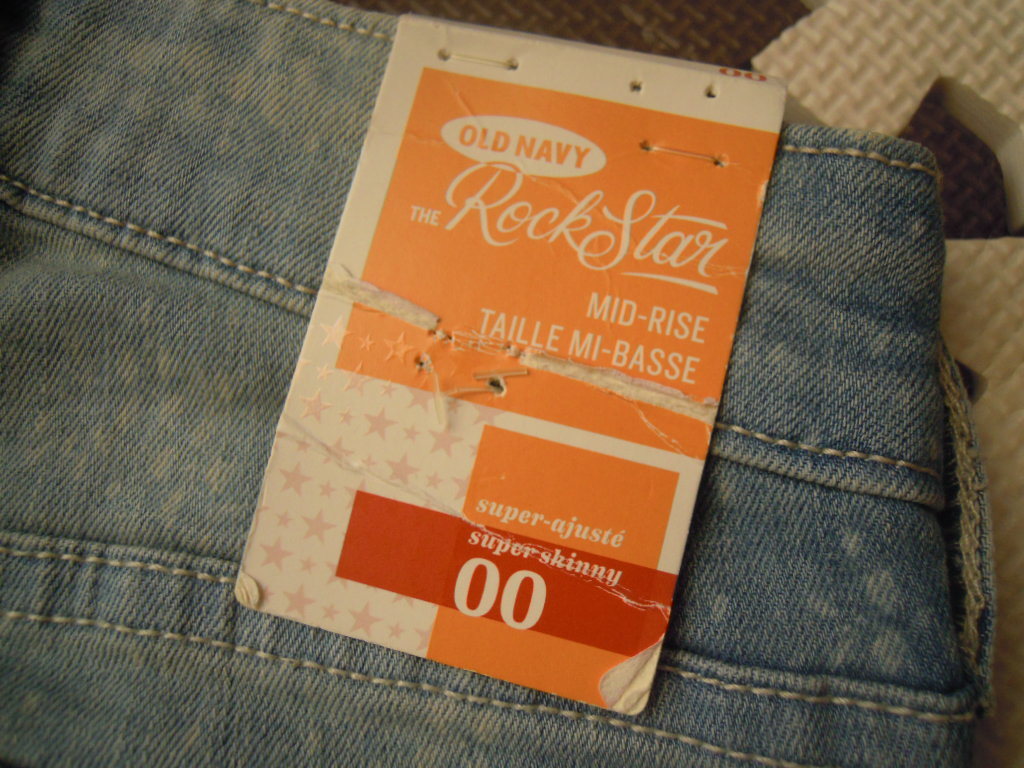 00
OLD NAVY
THE RockStar
MID-RISE
TAILLE MI-BASSE
super-ajusté
super skinny
00